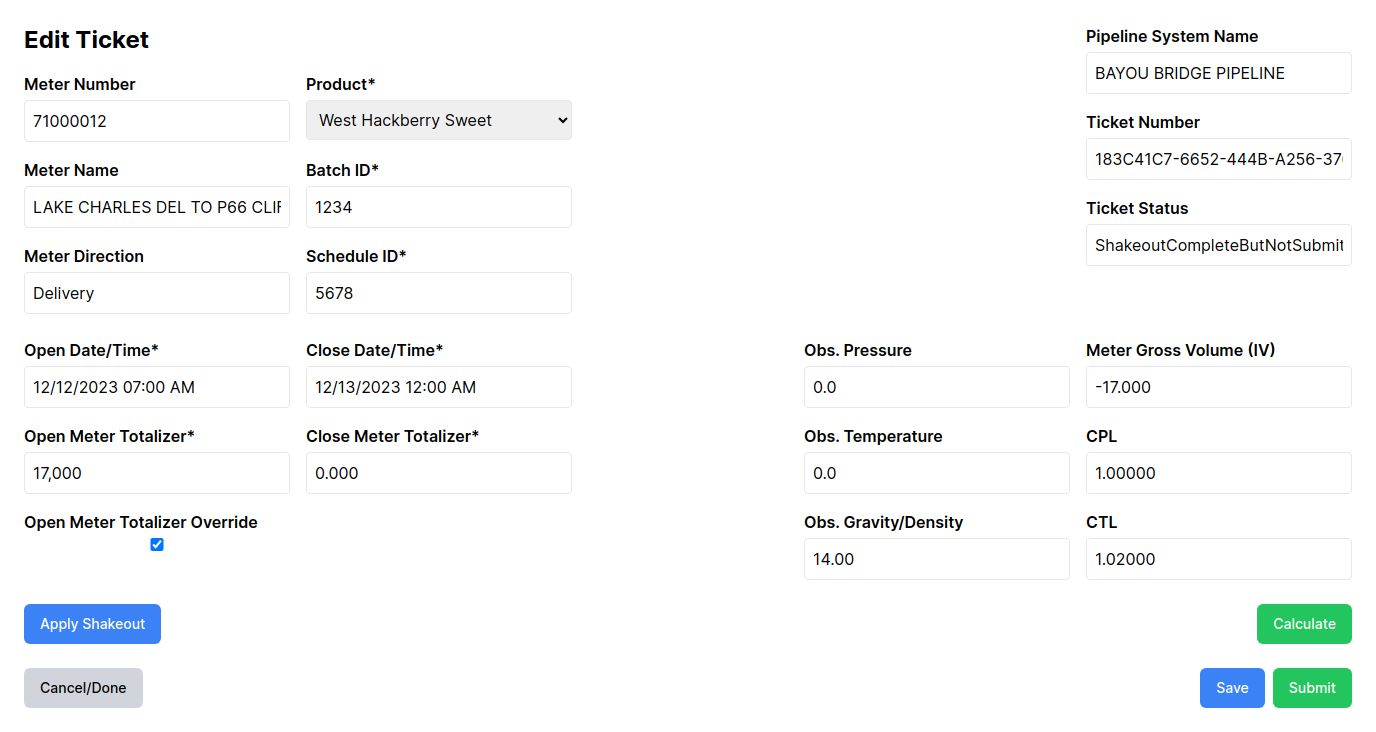 Edit Ticket
Pipeline System Name
BAYOU BRIDGE PIPELINE
Meter Number
Product*
71000012
West Hackberry Sweet
Ticket Number
183C41C7-6652-444B-A256-37
Meter Name
Batch ID*
LAKE CHARLES DEL TO P66 CLIF
1234
Ticket Status
ShakeoutCompleteButNotSubmit
Meter Direction
Schedule ID*
Delivery
5678
Open Date/Time*
Close Date/Time*
Obs. Pressure
Meter Gross Volume (IV)
12/12/2023 07:00 AM
12/13/2023 12:00 AM
0.0
-17.000
Open Meter Totalizer*
Close Meter Totalizer*
Obs. Temperature
CPL
17,000
0.000
0.0
1.00000
Open Meter Totalizer Override
Obs. Gravity/Density
CTL
14.00
1.02000
Apply Shakeout
Calculate
Cancel/Done
Save
Submit